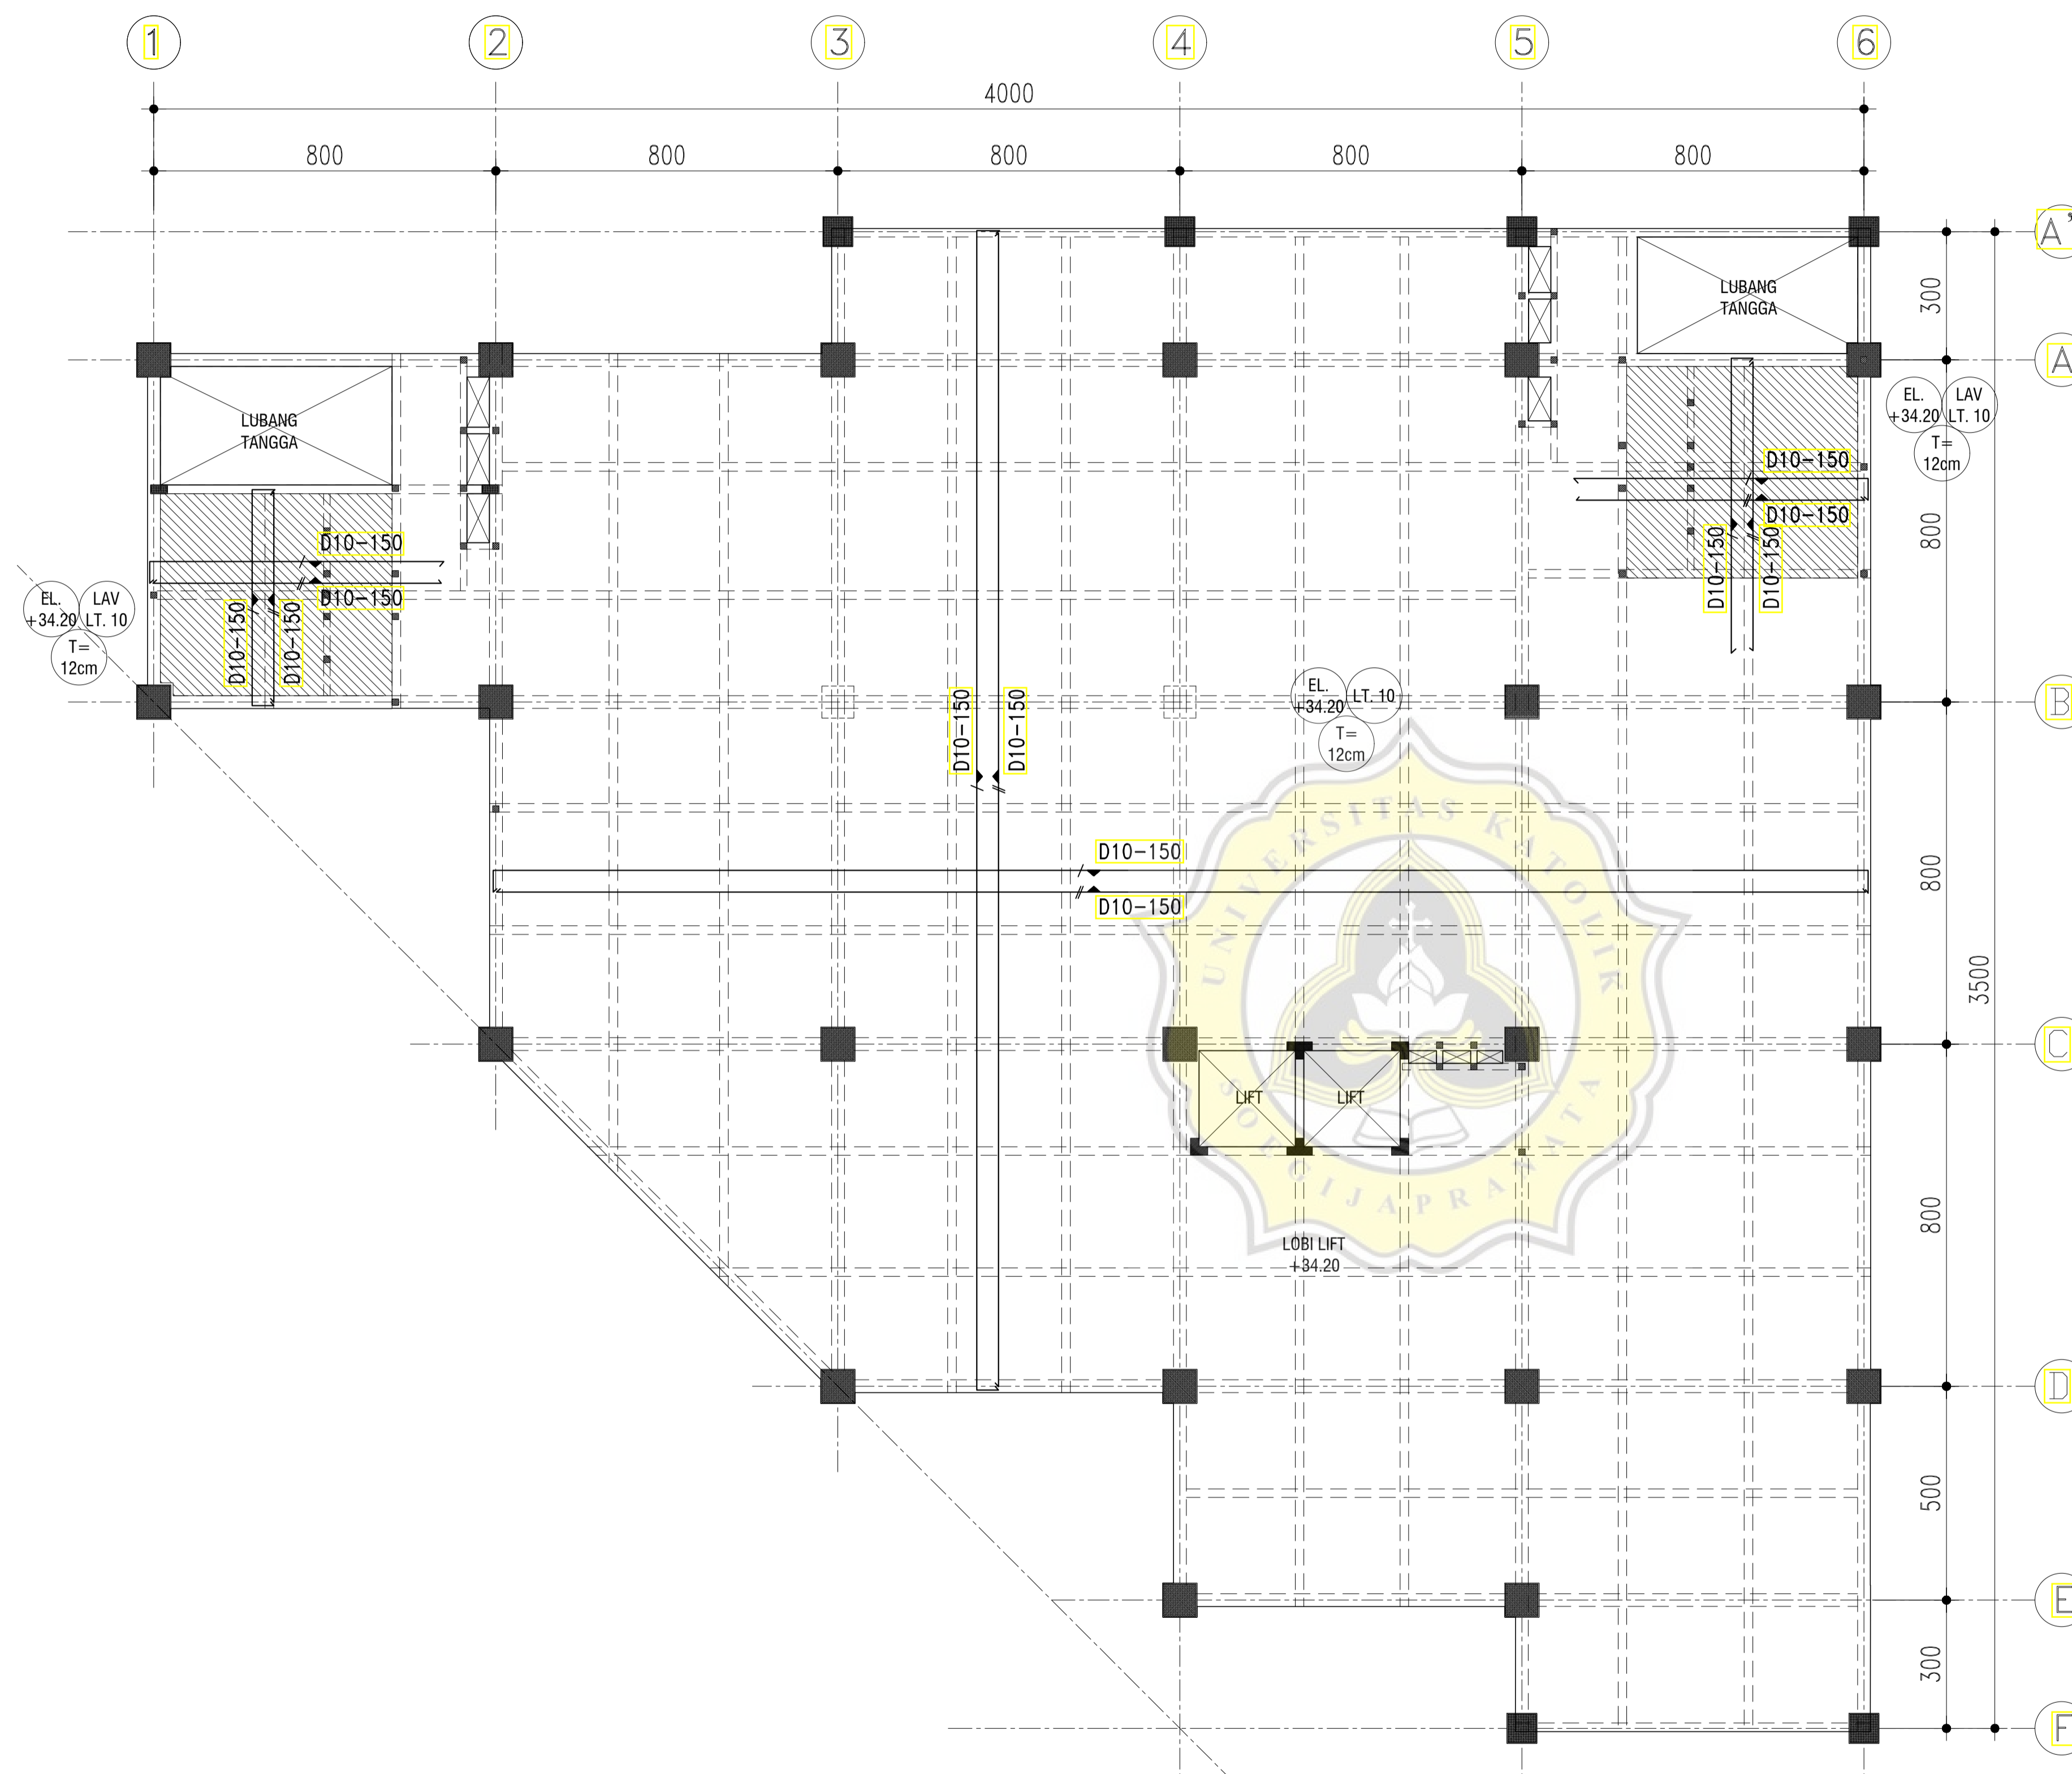 1 2 3 4 5 6
4000
800 800 800 800 800
A'
300
LUBANG
TANGGA
A
EL.
+34.20
LAV
LT. 10
T=
12cm
LUBANG
TANGGA
D10-150
D10-150
D10-150
D10-150
800
D10-150
D10-150
D10-150
D10-150
EL.
+34.20
LAV
LT. 10
T=
12cm
B
D10-150
D10-150
EL.
+34.20
LT. 10
T=
12cm
UNIVERSITAS KATOLIK
SOEGIJAPRANATA
D10-150
D10-150
800
3500
C
LIFT LIFT
800
LOBI LIFT
+34.20
D
500
E
300
F